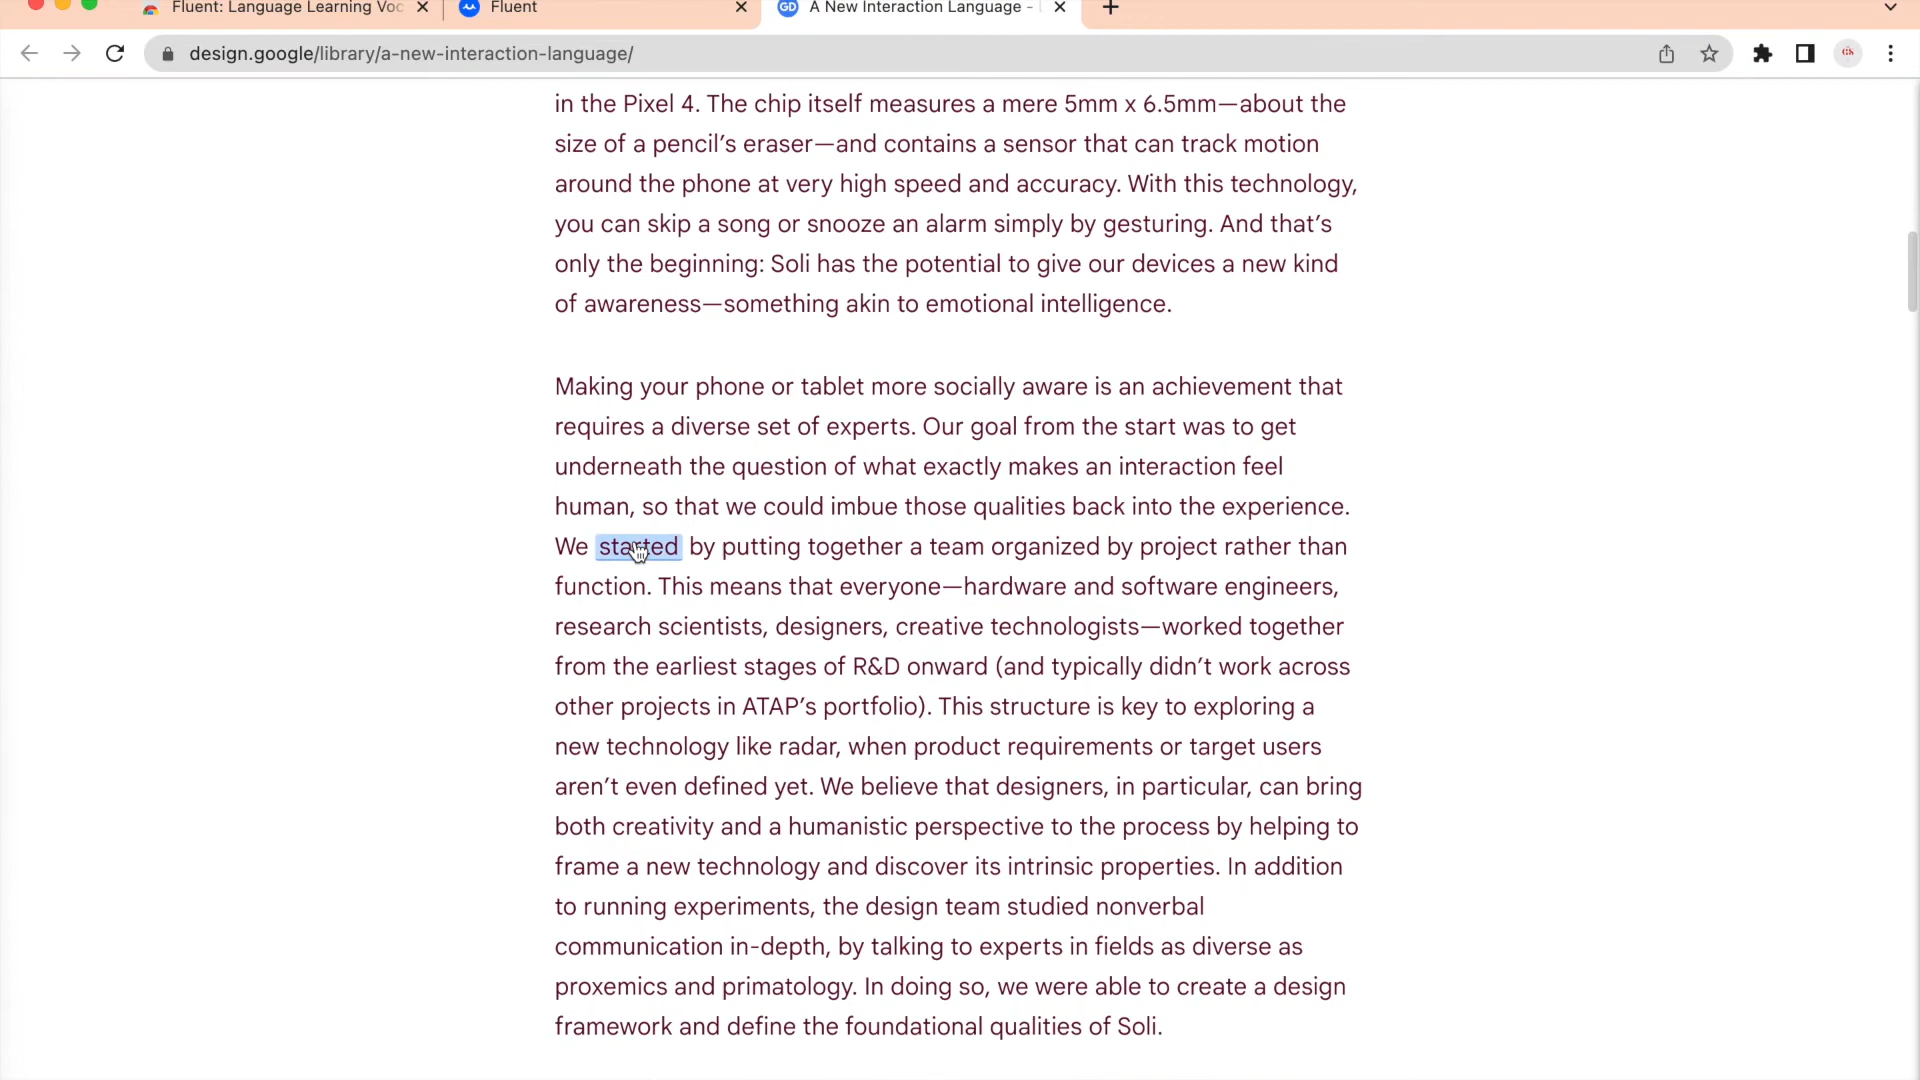 Fluent: Language Learning Voc
Fluent
GD
A New Interaction Language -
design.google/library/a-new-interaction-language/
GS
in the Pixel 4. The chip itself measures a mere 5mm x 6.5mm—about the
size of a pencil’s eraser—and contains a sensor that can track motion
around the phone at very high speed and accuracy. With this technology,
you can skip a song or snooze an alarm simply by gesturing. And that’s
only the beginning: Soli has the potential to give our devices a new kind
of awareness—something akin to emotional intelligence.
Making your phone or tablet more socially aware is an achievement that
requires a diverse set of experts. Our goal from the start was to get
underneath the question of what exactly makes an interaction feel
human, so that we could imbue those qualities back into the experience.
We started by putting together a team organized by project rather than
function. This means that everyone—hardware and software engineers,
research scientists, designers, creative technologists—worked together
from the earliest stages of R&D onward (and typically didn’t work across
other projects in ATAP’s portfolio). This structure is key to exploring a
new technology like radar, when product requirements or target users
aren’t even defined yet. We believe that designers, in particular, can bring
both creativity and a humanistic perspective to the process by helping to
frame a new technology and discover its intrinsic properties. In addition
to running experiments, the design team studied nonverbal
communication in-depth, by talking to experts in fields as diverse as
proxemics and primatology. In doing so, we were able to create a design
framework and define the foundational qualities of Soli.